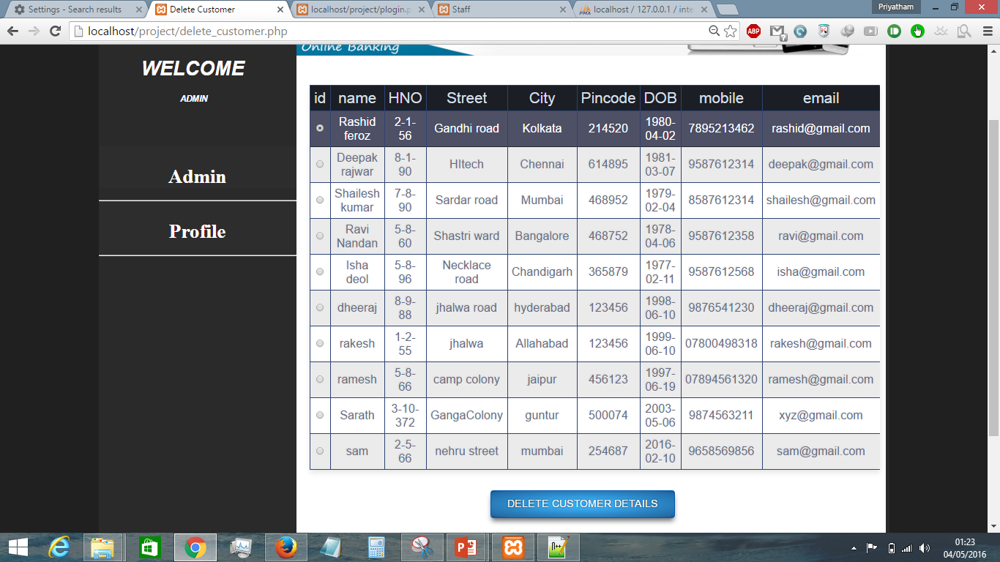 Settings - Search results
Delete Customer
localhost/project/plogin.p
Staff
localhost / 127.0.0.1 / inte
Priyatham
localhost/project/delete_customer.php
ABP
WELCOME
ADMIN
Admin
Profile
Online Banking
id name HNO Street City Pincode DOB mobile email
Rashid feroz 2-1-56 Gandhi road Kolkata 214520 1980-04-02 7895213462 rashid@gmail.com
Deepak rajwar 8-1-90 HItech Chennai 614895 1981-03-07 9587612314 deepak@gmail.com
Shailesh kumar 7-8-90 Sardar road Mumbai 468952 1979-02-04 8587612314 shailesh@gmail.com
Ravi Nandan 5-8-60 Shastri ward Bangalore 468752 1978-04-06 9587612358 ravi@gmail.com
Isha deol 5-8-96 Necklace road Chandigarh 365879 1977-02-11 9587612568 isha@gmail.com
dheeraj 8-9-88 jhalwa road hyderabad 123456 1998-06-10 9876541230 dheeraj@gmail.com
rakesh 1-2-55 jhalwa Allahabad 123456 1999-06-10 07800498318 rakesh@gmail.com
ramesh 5-8-66 camp colony jaipur 456123 1997-06-19 07894561320 ramesh@gmail.com
Sarath 3-10-372 GangaColony guntur 500074 2003-05-06 9874563211 xyz@gmail.com
sam 2-5-66 nehru street mumbai 254687 2016-02-10 9658569856 sam@gmail.com
DELETE CUSTOMER DETAILS
01:23
04/05/2016